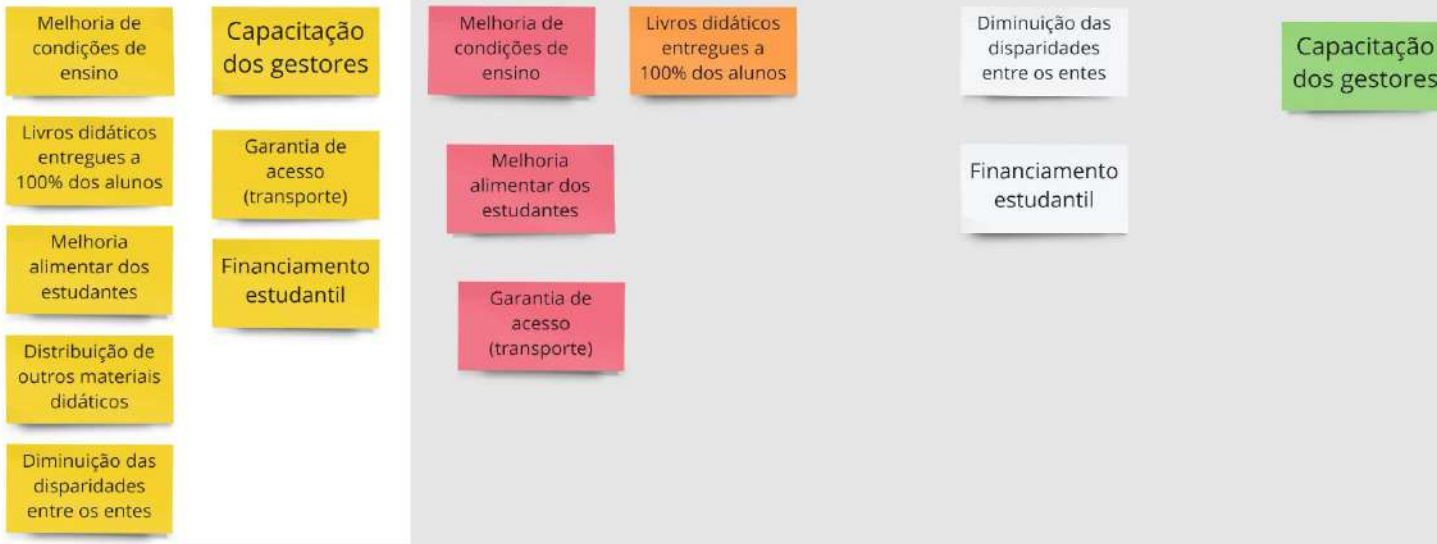 Melhoria de
condições de
ensino
Livros didáticos
entregues a
100% dos alunos
Melhoria
alimentar dos
estudantes
Distribuição de
outros materiais
didáticos
Diminuição das
disparidades
entre os entes
Capacitação
dos gestores
Garantia de
acesso
(transporte)
Financiamento
estudantil
Melhoria de
condições de
ensino
Melhoria
alimentar dos
estudantes
Garantia de
acesso
(transporte)
Livros didáticos
entregues a
100% dos alunos
Diminuição das
disparidades
entre os entes
Financiamento
estudantil
Capacitação
dos gestores